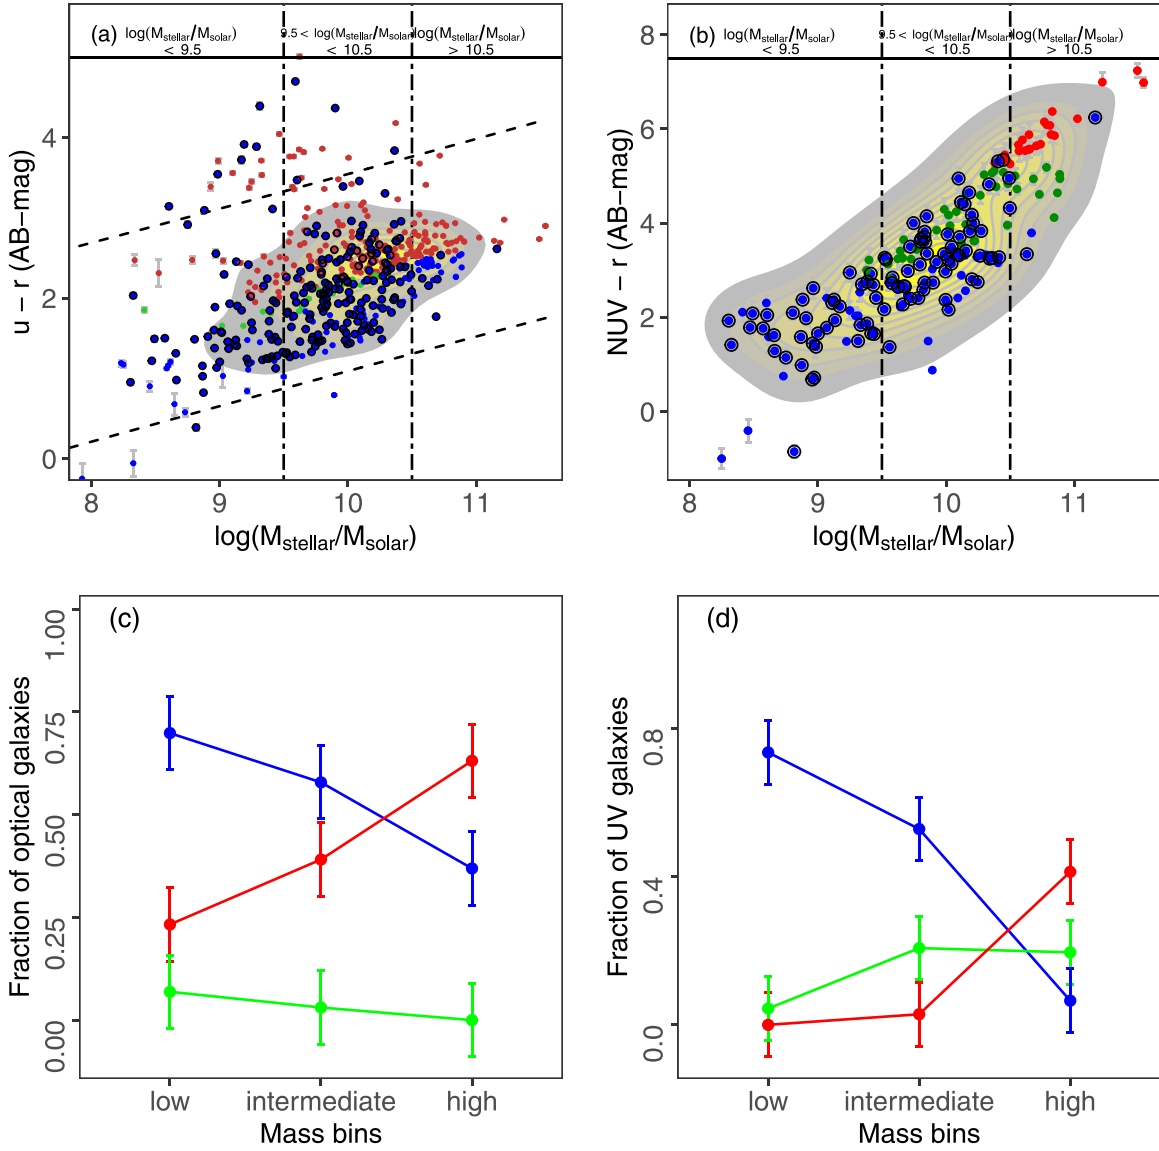 (a) log(Mstellar/Msolar) < 9.5
9.5 < log(Mstellar/Msolar) < 10.5
log(Mstellar/Msolar) > 10.5
u − r (AB−mag)
4
2
0
8 9 10 11
log(Mstellar/Msolar)
(b) log(Mstellar/Msolar) < 9.5
9.5 < log(Mstellar/Msolar) < 10.5
log(Mstellar/Msolar) > 10.5
NUV − r (AB−mag)
8
6
4
2
0
8 9 10 11
log(Mstellar/Msolar)
(c)
Fraction of optical galaxies
1.00
0.75
0.50
0.25
0.00
low intermediate high
Mass bins
(d)
Fraction of UV galaxies
0.8
0.4
0.0
low intermediate high
Mass bins